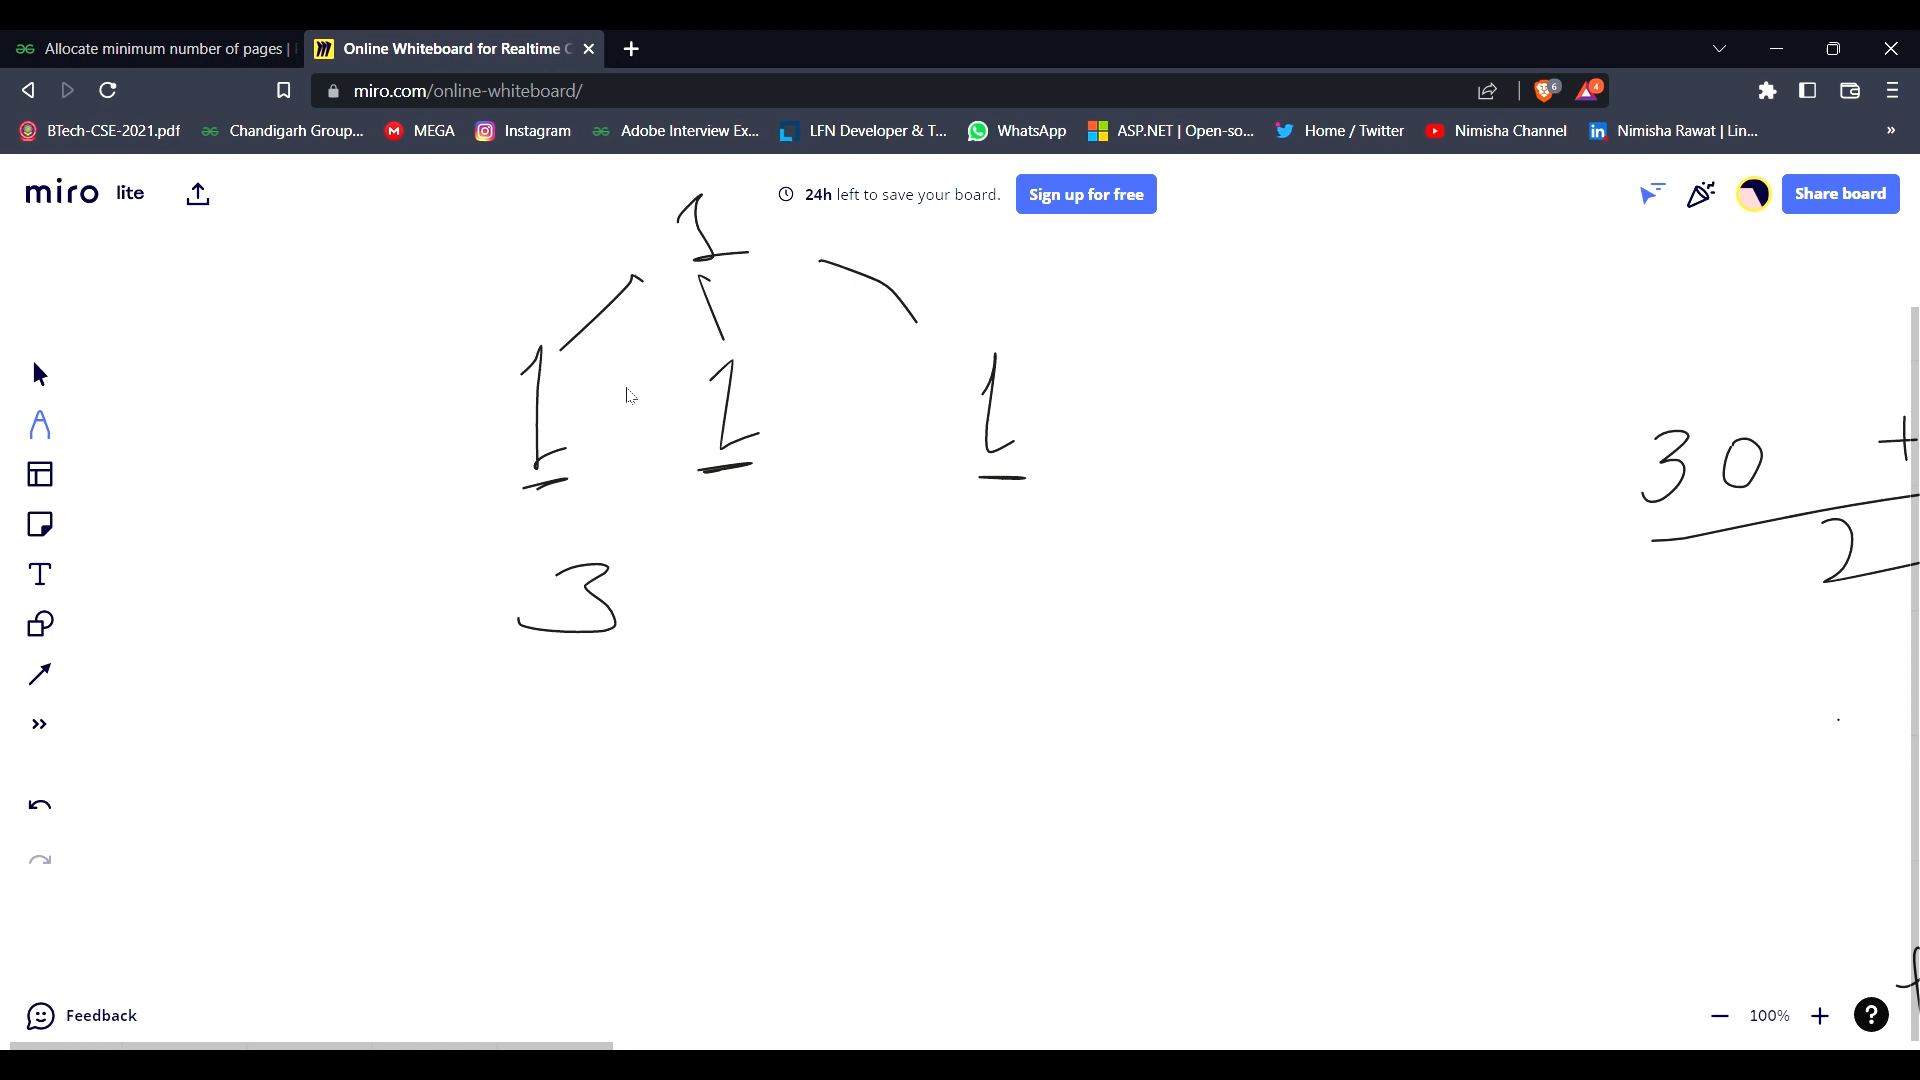 Allocate minimum number of pages |
Online Whiteboard for Realtime C
miro.com/online-whiteboard/
6
4
BTech-CSE-2021.pdf
Chandigarh Group...
MEGA
Instagram
Adobe Interview Ex...
LFN Developer & T...
WhatsApp
ASP.NET | Open-so...
Home / Twitter
Nimisha Channel
Nimisha Rawat | Lin...
»
miro lite
24h left to save your board.
Sign up for free
Share board
1
1 1 1
30 +
2
3
Feedback
100%
?